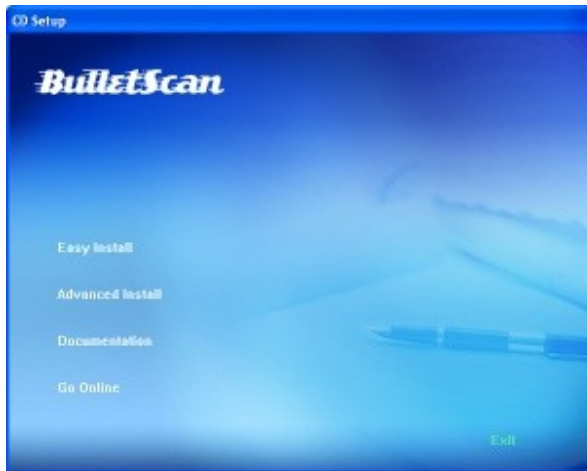 CD Setup
BulletScan
Easy Install
Advanced Install
Documentation
Go Online
Exit